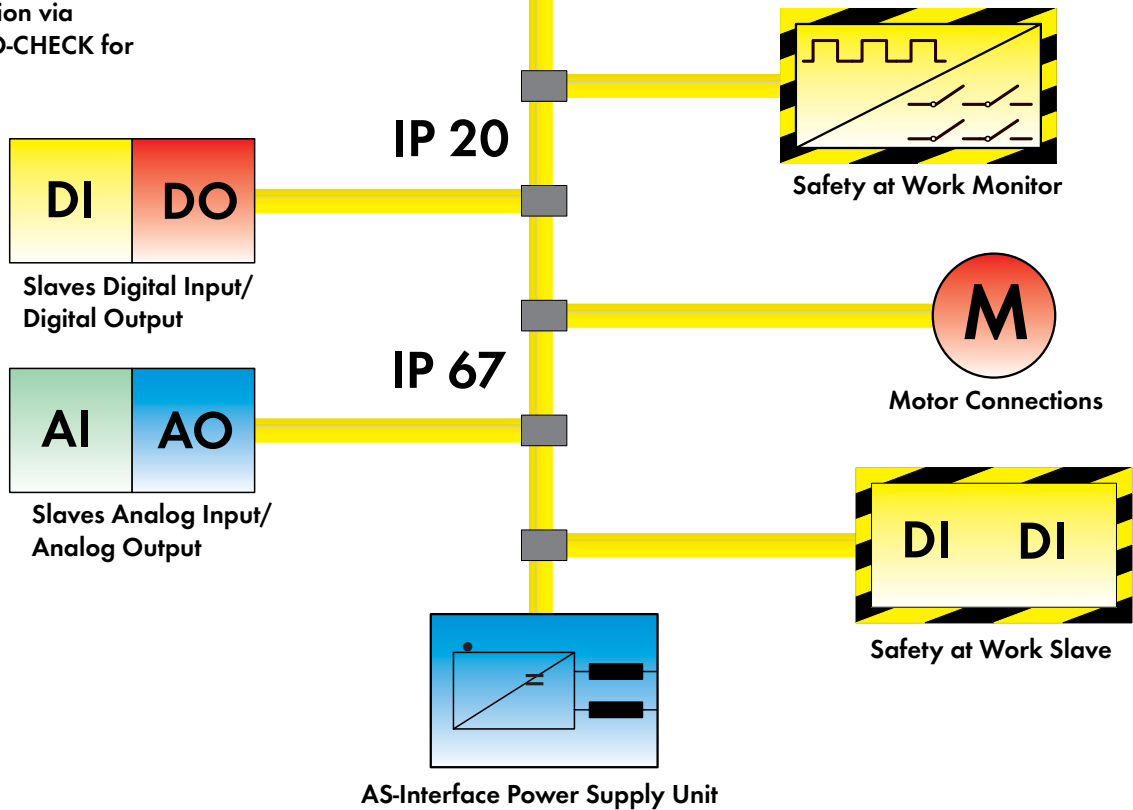 ion via
O-CHECK for
IP 20
Safety at Work Monitor
DI DO
Slaves Digital Input/
Digital Output
M
Motor Connections
IP 67
AI AO
Slaves Analog Input/
Analog Output
DI DI
Safety at Work Slave
AS-Interface Power Supply Unit